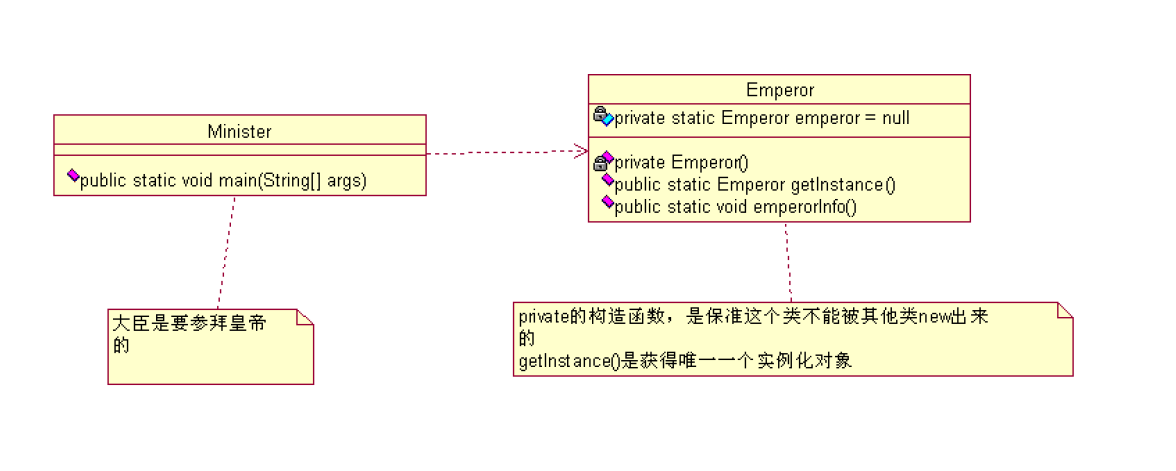 Minister
public static void main(String[] args)
Emperor
private static Emperor emperor = null
private Emperor()
public static Emperor getInstance()
public static void emperorInfo()
大臣是要参拜皇帝
的
private的构造函数，是保准这个类不能被其他类new出来
的
getInstance()是获得唯一一个实例化对象